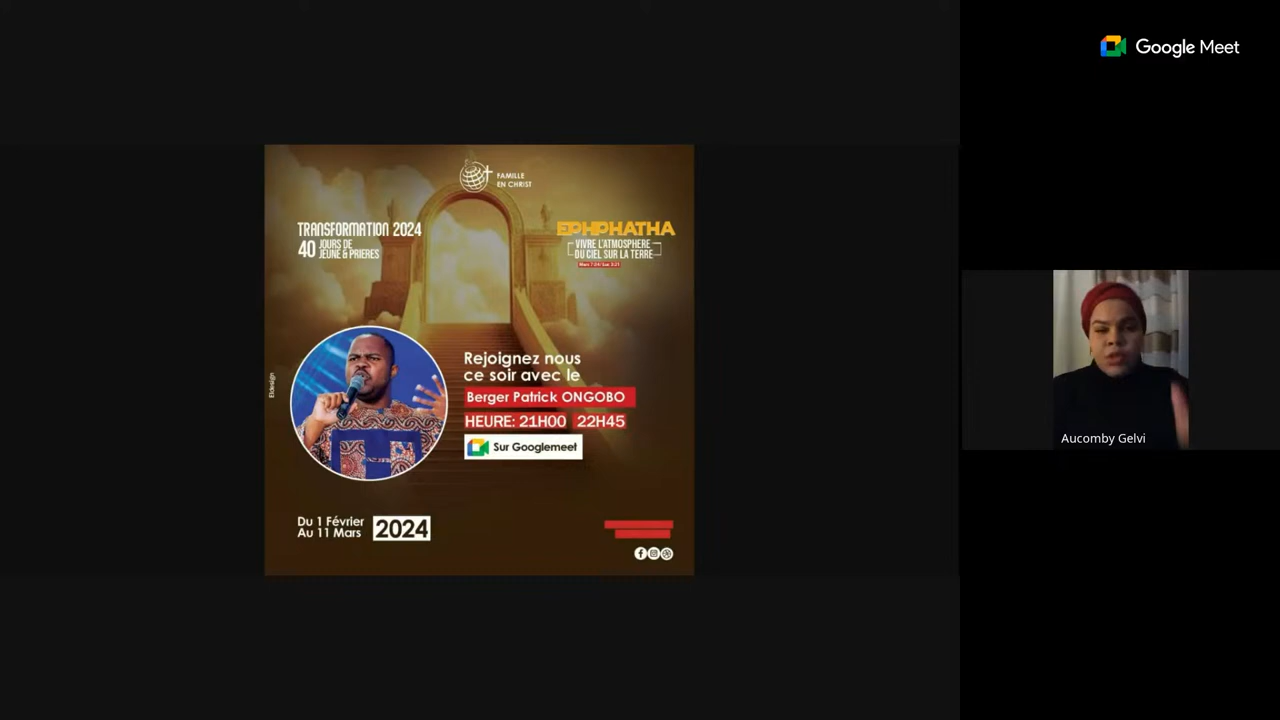 Google Meet
FAMILLE
EN CHRIST
TRANSFORMATION 2024
40 JOURS DE
JEUNE & PRIERES
EPHPHATHA
VIVRE L'ATMOSPHERE
DU CIEL SUR LA TERRE
Eldesign
Rejoignez nous
ce soir avec le
Berger Patrick ONGOBO
HEURE: 21H00 22H45
Sur Googlemeet
Du 1 Février
Au 11 Mars 2024
Aucomby Gelvi